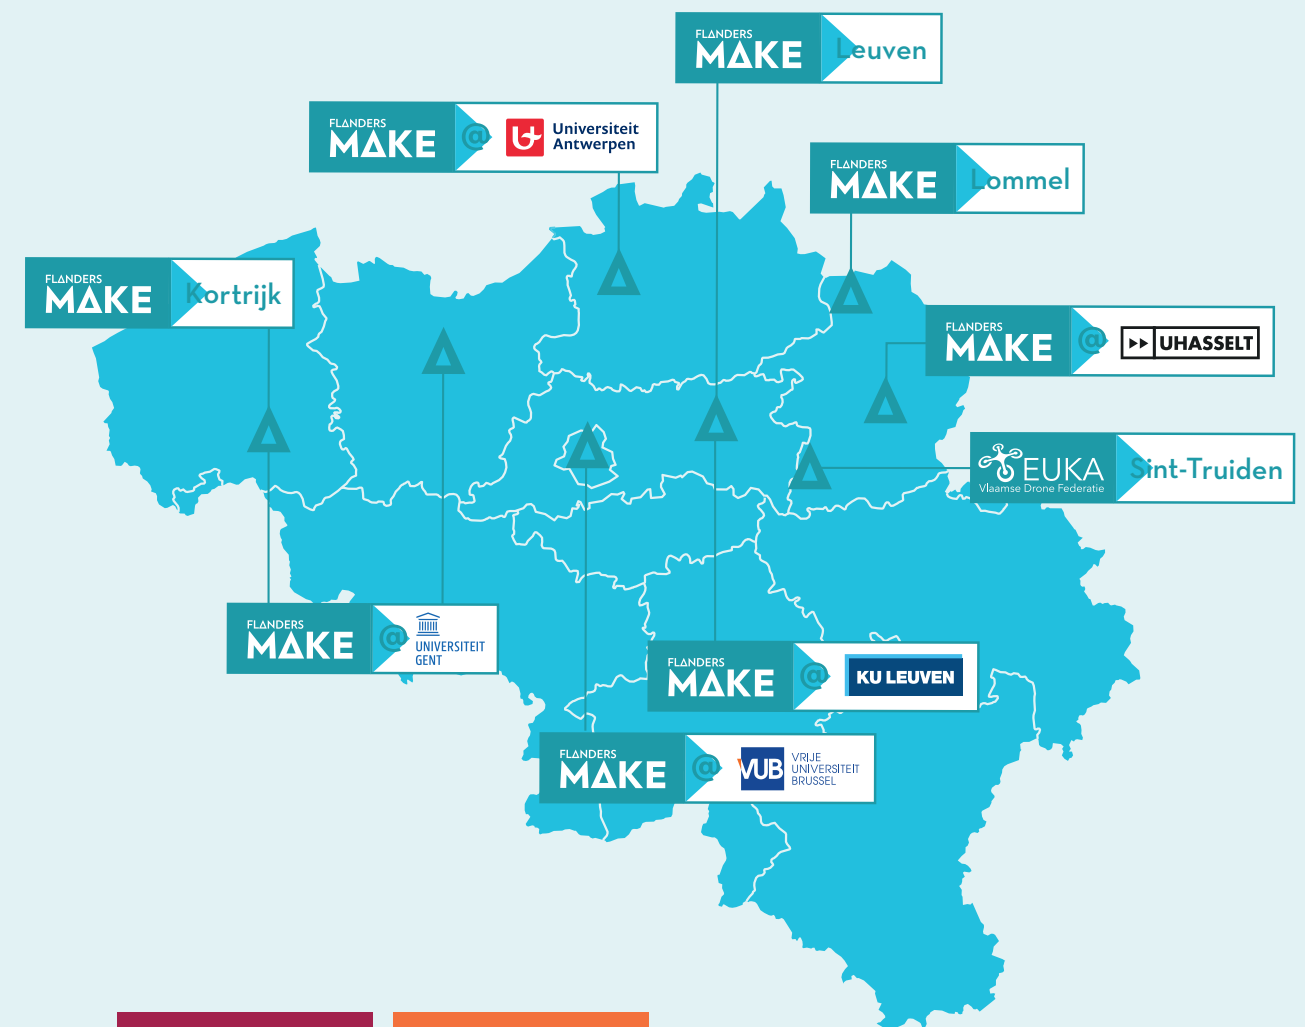 FLANDERS
MAKE
Leuven
FLANDERS
MAKE
@
Universiteit
Antwerpen
FLANDERS
MAKE
Lommel
FLANDERS
MAKE
Kortrijk
FLANDERS
MAKE
@
UHASSELT
EUKA
Vlaamse Drone Federatie
Sint-Truiden
FLANDERS
MAKE
@
UNIVERSITEIT
GENT
FLANDERS
MAKE
@
KU LEUVEN
FLANDERS
MAKE
@
VUB
VRIJE
UNIVERSITEIT
BRUSSEL